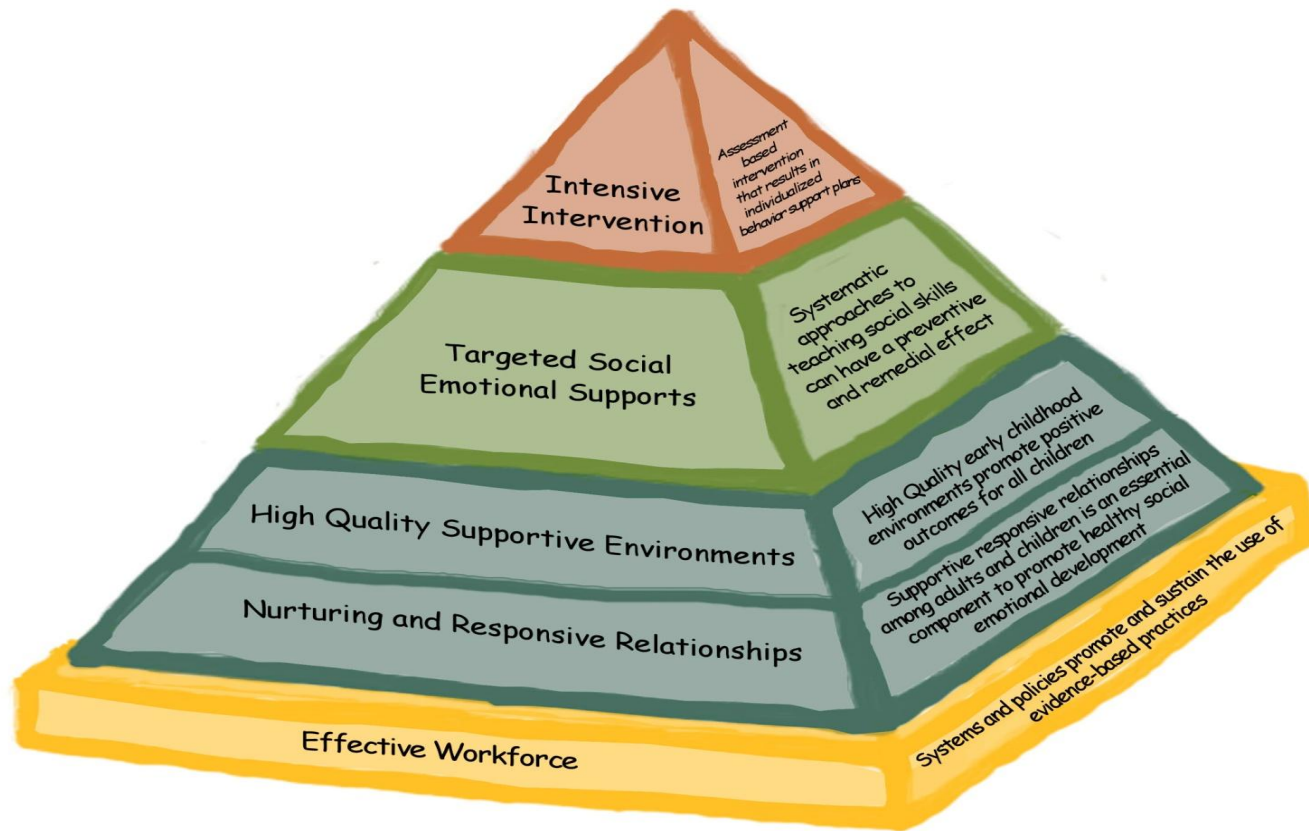 Intensive
Intervention
Assessment
based
intervention
that results in
individualized
behavior support plans
Targeted Social
Emotional Supports
Systematic
approaches to
teaching social skills
can have a preventive
and remedial effect
High Quality Supportive Environments
High Quality early childhood
environments promote positive
outcomes for all children
Nurturing and Responsive Relationships
Supportive responsive relationships
among adults and children is an essential
component to promote healthy social
emotional development
Effective Workforce
Systems and policies promote and sustain the use of
evidence-based practices